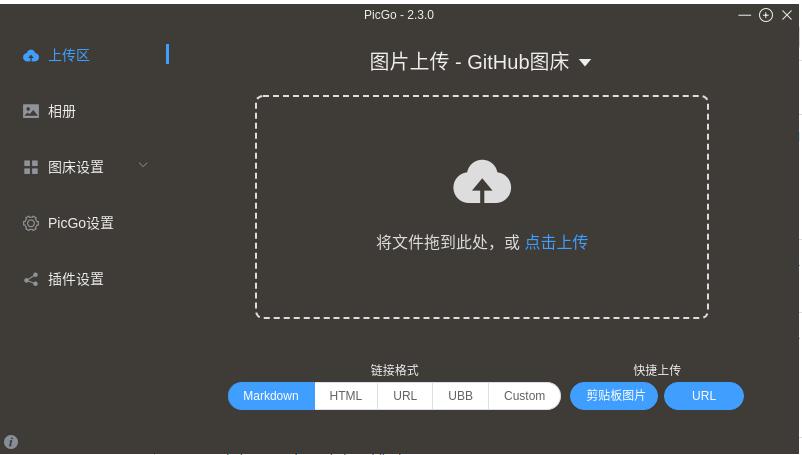 PicGo - 2.3.0
上传区
相册
图床设置
PicGo设置
插件设置
图片上传 - GitHub图床
将文件拖到此处，或 点击上传
链接格式
Markdown HTML URL UBB Custom
快捷上传
剪贴板图片 URL